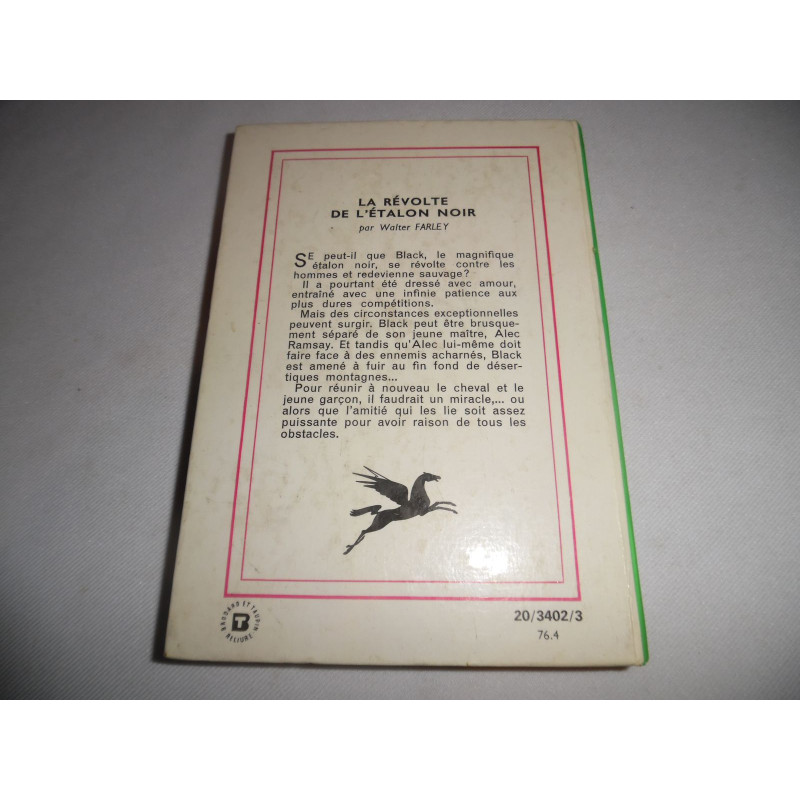 LA RÉVOLTE
DE L'ÉTALON NOIR
par Walter FARLEY
SE peut-il que Black, le magnifique
étalon noir, se révolte contre les
hommes et redevienne sauvage?
Il a pourtant été dressé avec amour,
entraîné avec une infinie patience aux
plus dures compétitions.
Mais des circonstances exceptionnelles
peuvent surgir. Black peut être brusque-
ment séparé de son jeune maître, Alec
Ramsay. Et tandis qu'Alec lui-même doit
faire face à des ennemis acharnés, Black
est amené à fuir au fin fond de déser-
tiques montagnes...
Pour réunir à nouveau le cheval et le
jeune garçon, il faudrait un miracle,... ou
alors que l'amitié qui les lie soit assez
puissante pour avoir raison de tous les
obstacles.
BRODARD ET TAUPIN
BT
RELIURE
20/3402/3
76.4